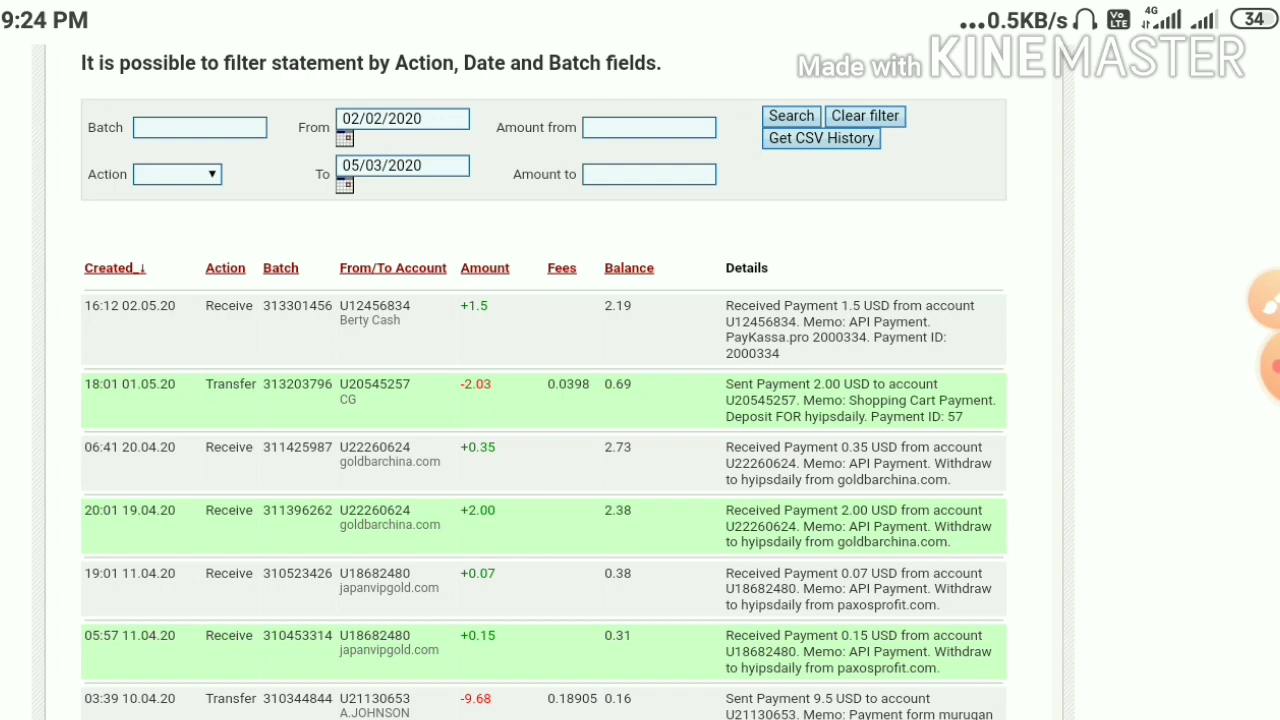 9:24 PM ...0.5KB/s Vo LTE 4G 34
Made with KINEMASTER
It is possible to filter statement by Action, Date and Batch fields.
Batch From 02/02/2020 Amount from Search Clear filter
Get CSV History
Action To 05/03/2020 Amount to
Created ↓ Action Batch From/To Account Amount Fees Balance Details
16:12 02.05.20 Receive 313301456 U12456834 +1.5 2.19 Received Payment 1.5 USD from account
Berty Cash U12456834. Memo: API Payment.
PayKassa.pro 2000334. Payment ID:
2000334
18:01 01.05.20 Transfer 313203796 U20545257 -2.03 0.0398 0.69 Sent Payment 2.00 USD to account
CG U20545257. Memo: Shopping Cart Payment.
Deposit FOR hyipsdaily. Payment ID: 57
06:41 20.04.20 Receive 311425987 U22260624 +0.35 2.73 Received Payment 0.35 USD from account
goldbarchina.com U22260624. Memo: API Payment. Withdraw
to hyipsdaily from goldbarchina.com.
20:01 19.04.20 Receive 311396262 U22260624 +2.00 2.38 Received Payment 2.00 USD from account
goldbarchina.com U22260624. Memo: API Payment. Withdraw
to hyipsdaily from goldbarchina.com.
19:01 11.04.20 Receive 310523426 U18682480 +0.07 0.38 Received Payment 0.07 USD from account
japanvipgold.com U18682480. Memo: API Payment. Withdraw
to hyipsdaily from paxosprofit.com.
05:57 11.04.20 Receive 310453314 U18682480 +0.15 0.31 Received Payment 0.15 USD from account
japanvipgold.com U18682480. Memo: API Payment. Withdraw
to hyipsdaily from paxosprofit.com.
03:39 10.04.20 Transfer 310344844 U21130653 -9.68 0.18905 0.16 Sent Payment 9.5 USD to account
A.JOHNSON U21130653. Memo: Payment form murugan